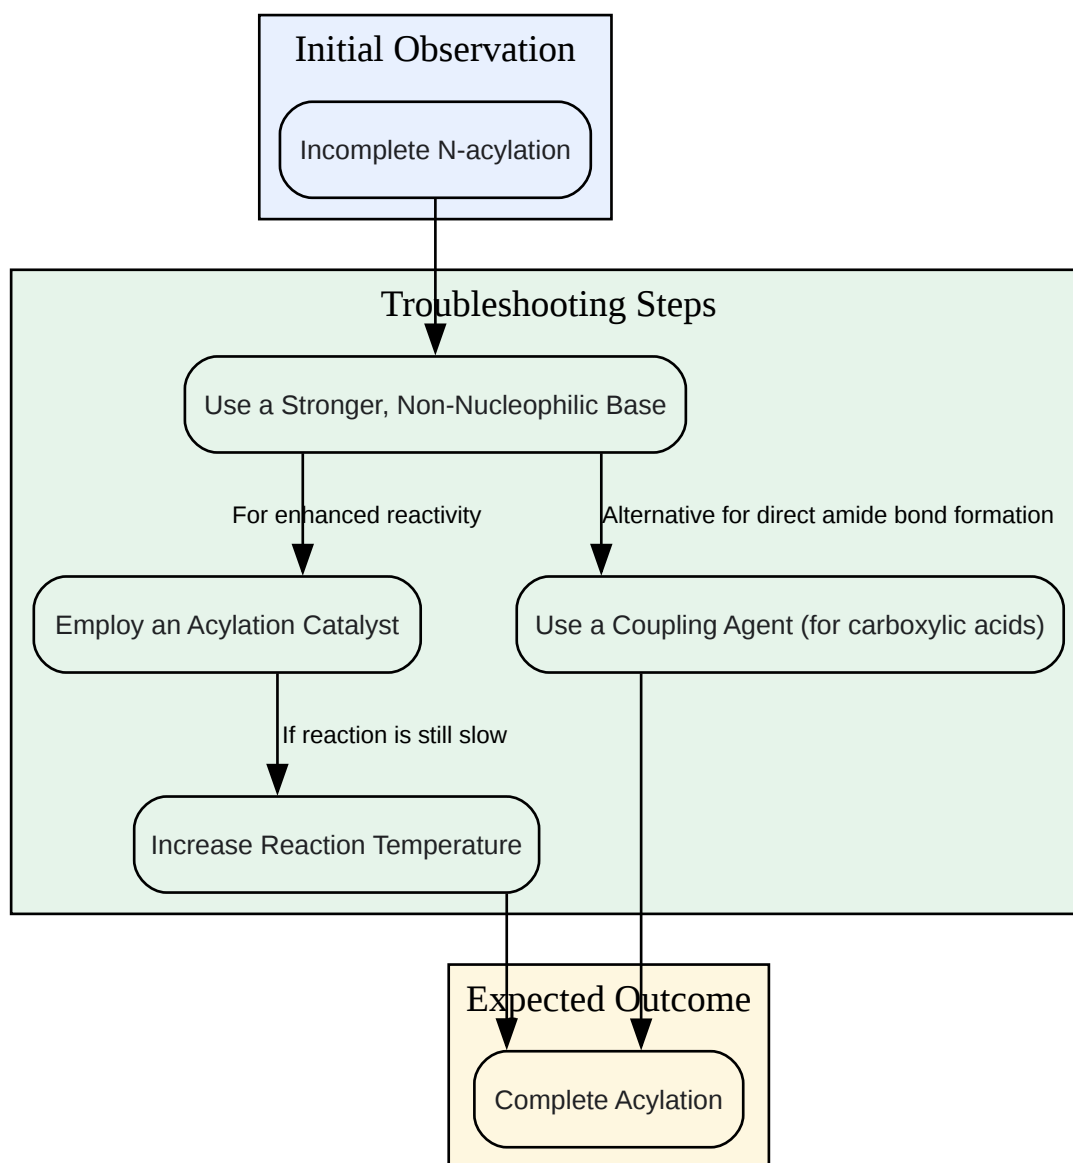 Initial Observation
Incomplete N-acylation
Troubleshooting Steps
Use a Stronger, Non-Nucleophilic Base
For enhanced reactivity
Alternative for direct amide bond formation
Employ an Acylation Catalyst
Use a Coupling Agent (for carboxylic acids)
If reaction is still slow
Increase Reaction Temperature
Expected Outcome
Complete Acylation